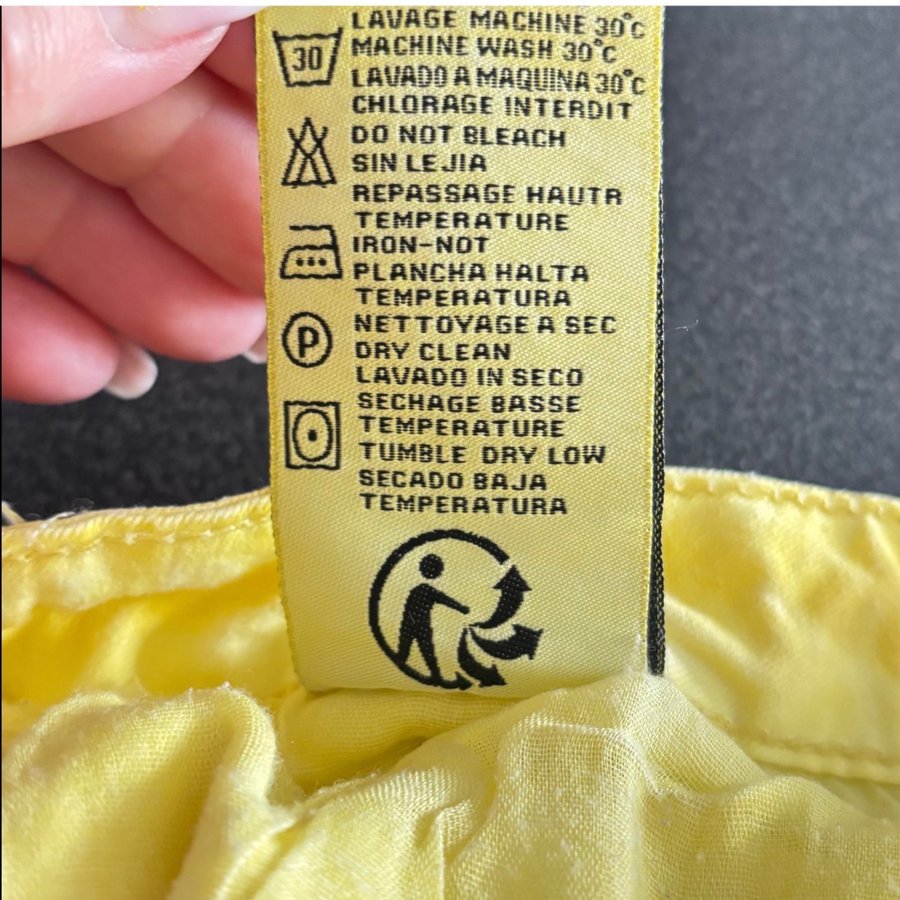 LAVAGE MACHINE 30°C
30
MACHINE WASH 30°C
LAVADO A MAQUINA 30°C
CHLORAGE INTERDIT
DO NOT BLEACH
SIN LEJIA
REPASSAGE HAUTR
TEMPERATURE
IRON-NOT
PLANCHA HALTA
TEMPERATURA
P
NETTOYAGE A SEC
DRY CLEAN
LAVADO IN SECO
SECHAGE BASSE
TEMPERATURE
TUMBLE DRY LOW
SECADO BAJA
TEMPERATURA